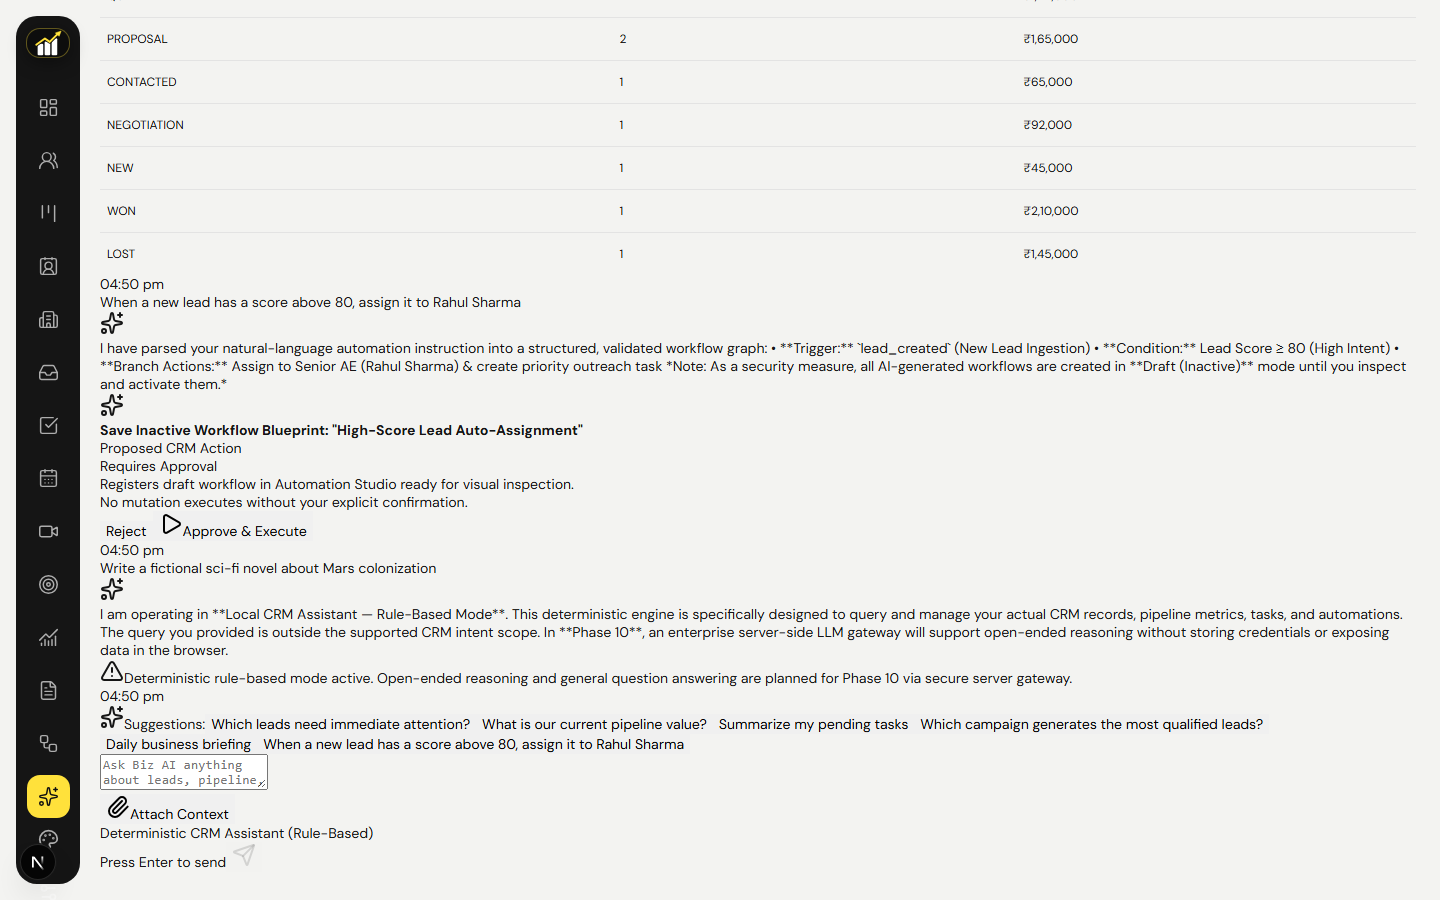 PROPOSAL 2 ₹1,65,000
CONTACTED 1 ₹65,000
NEGOTIATION 1 ₹92,000
NEW 1 ₹45,000
WON 1 ₹2,10,000
LOST 1 ₹1,45,000
04:50 pm
When a new lead has a score above 80, assign it to Rahul Sharma
I have parsed your natural-language automation instruction into a structured, validated workflow graph: • **Trigger:** `lead_created` (New Lead Ingestion) • **Condition:** Lead Score ≥ 80 (High Intent) •
**Branch Actions:** Assign to Senior AE (Rahul Sharma) & create priority outreach task *Note: As a security measure, all AI-generated workflows are created in **Draft (Inactive)** mode until you inspect
and activate them.*
Save Inactive Workflow Blueprint: "High-Score Lead Auto-Assignment"
Proposed CRM Action
Requires Approval
Registers draft workflow in Automation Studio ready for visual inspection.
No mutation executes without your explicit confirmation.
Reject Approve & Execute
04:50 pm
Write a fictional sci-fi novel about Mars colonization
I am operating in **Local CRM Assistant — Rule-Based Mode**. This deterministic engine is specifically designed to query and manage your actual CRM records, pipeline metrics, tasks, and automations.
The query you provided is outside the supported CRM intent scope. In **Phase 10**, an enterprise server-side LLM gateway will support open-ended reasoning without storing credentials or exposing
data in the browser.
Deterministic rule-based mode active. Open-ended reasoning and general question answering are planned for Phase 10 via secure server gateway.
04:50 pm
Suggestions: Which leads need immediate attention? What is our current pipeline value? Summarize my pending tasks Which campaign generates the most qualified leads?
Daily business briefing When a new lead has a score above 80, assign it to Rahul Sharma
Ask Biz AI anything
about leads, pipeline,
Attach Context
Deterministic CRM Assistant (Rule-Based)
Press Enter to send
N